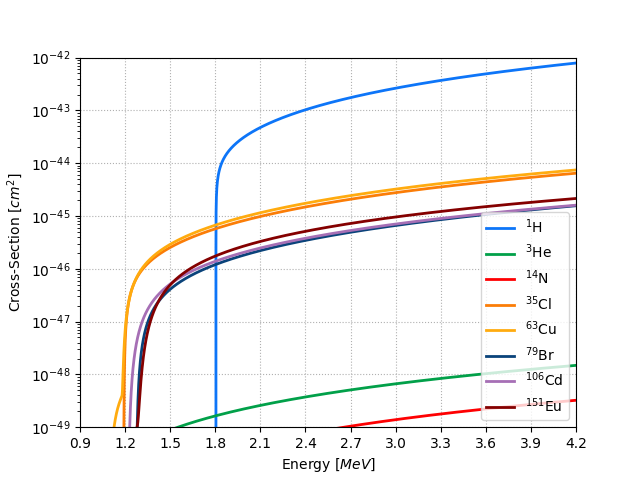 Cross-Section [cm²]
10⁻⁴²
10⁻⁴³
10⁻⁴⁴
10⁻⁴⁵
10⁻⁴⁶
10⁻⁴⁷
10⁻⁴⁸
10⁻⁴⁹
¹H
³He
¹⁴N
³⁵Cl
⁶³Cu
⁷⁹Br
¹⁰⁶Cd
¹⁵¹Eu
0.9 1.2 1.5 1.8 2.1 2.4 2.7 3.0 3.3 3.6 3.9 4.2
Energy [MeV]